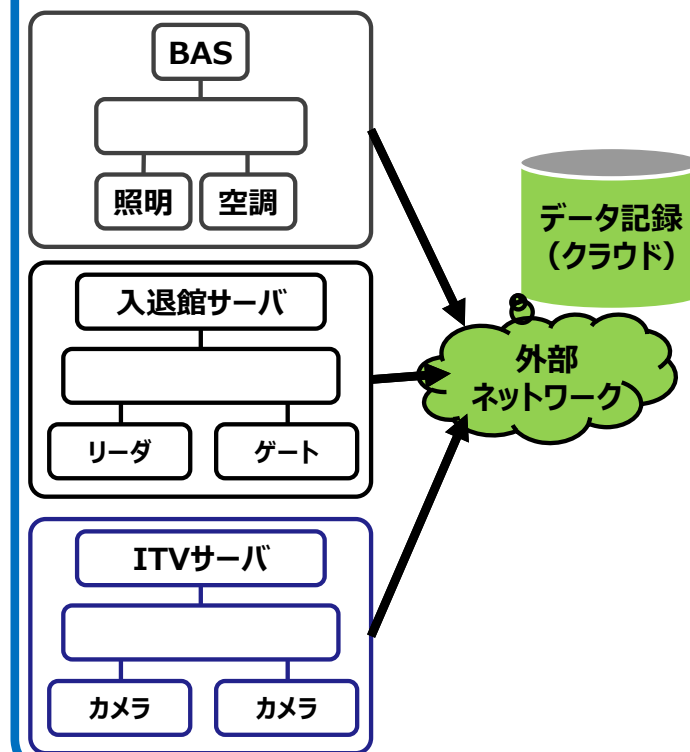 BAS
照明
空調
データ記録
（クラウド）
入退館サーバ
リーダ
ゲート
外部
ネットワーク
ITVサーバ
カメラ
カメラ